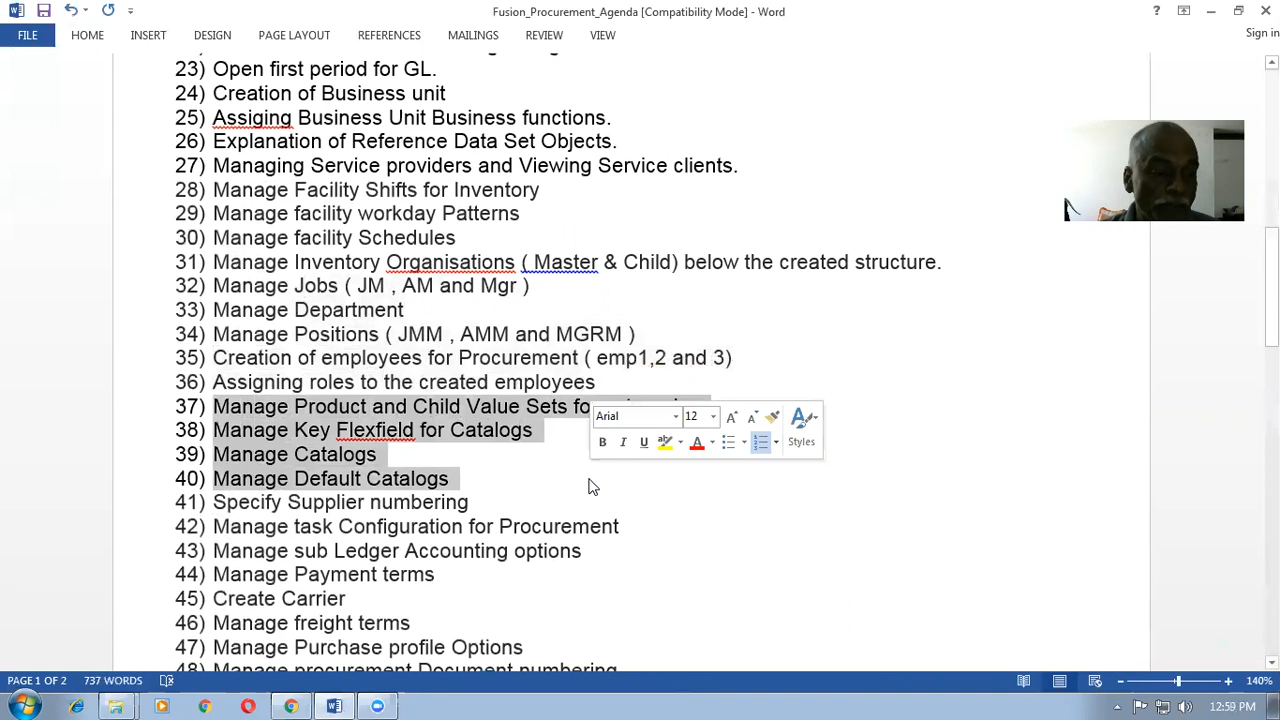 Fusion_Procurement_Agenda [Compatibility Mode] - Word
Sign in
FILE HOME INSERT DESIGN PAGE LAYOUT REFERENCES MAILINGS REVIEW VIEW
23) Open first period for GL.
24) Creation of Business unit
25) Assiging Business Unit Business functions.
26) Explanation of Reference Data Set Objects.
27) Managing Service providers and Viewing Service clients.
28) Manage Facility Shifts for Inventory
29) Manage facility workday Patterns
30) Manage facility Schedules
31) Manage Inventory Organisations ( Master & Child) below the created structure.
32) Manage Jobs ( JM , AM and Mgr )
33) Manage Department
34) Manage Positions ( JMM , AMM and MGRM )
35) Creation of employees for Procurement ( emp1,2 and 3)
36) Assigning roles to the created employees
37) Manage Product and Child Value Sets
38) Manage Key Flexfield for Catalogs
39) Manage Catalogs
40) Manage Default Catalogs
41) Specify Supplier numbering
42) Manage task Configuration for Procurement
43) Manage sub Ledger Accounting options
44) Manage Payment terms
45) Create Carrier
46) Manage freight terms
47) Manage Purchase profile Options
48) Manage procurement Document numbering
Arial 12
B I U Styles
PAGE 1 OF 2 737 WORDS 140%
12:59 PM